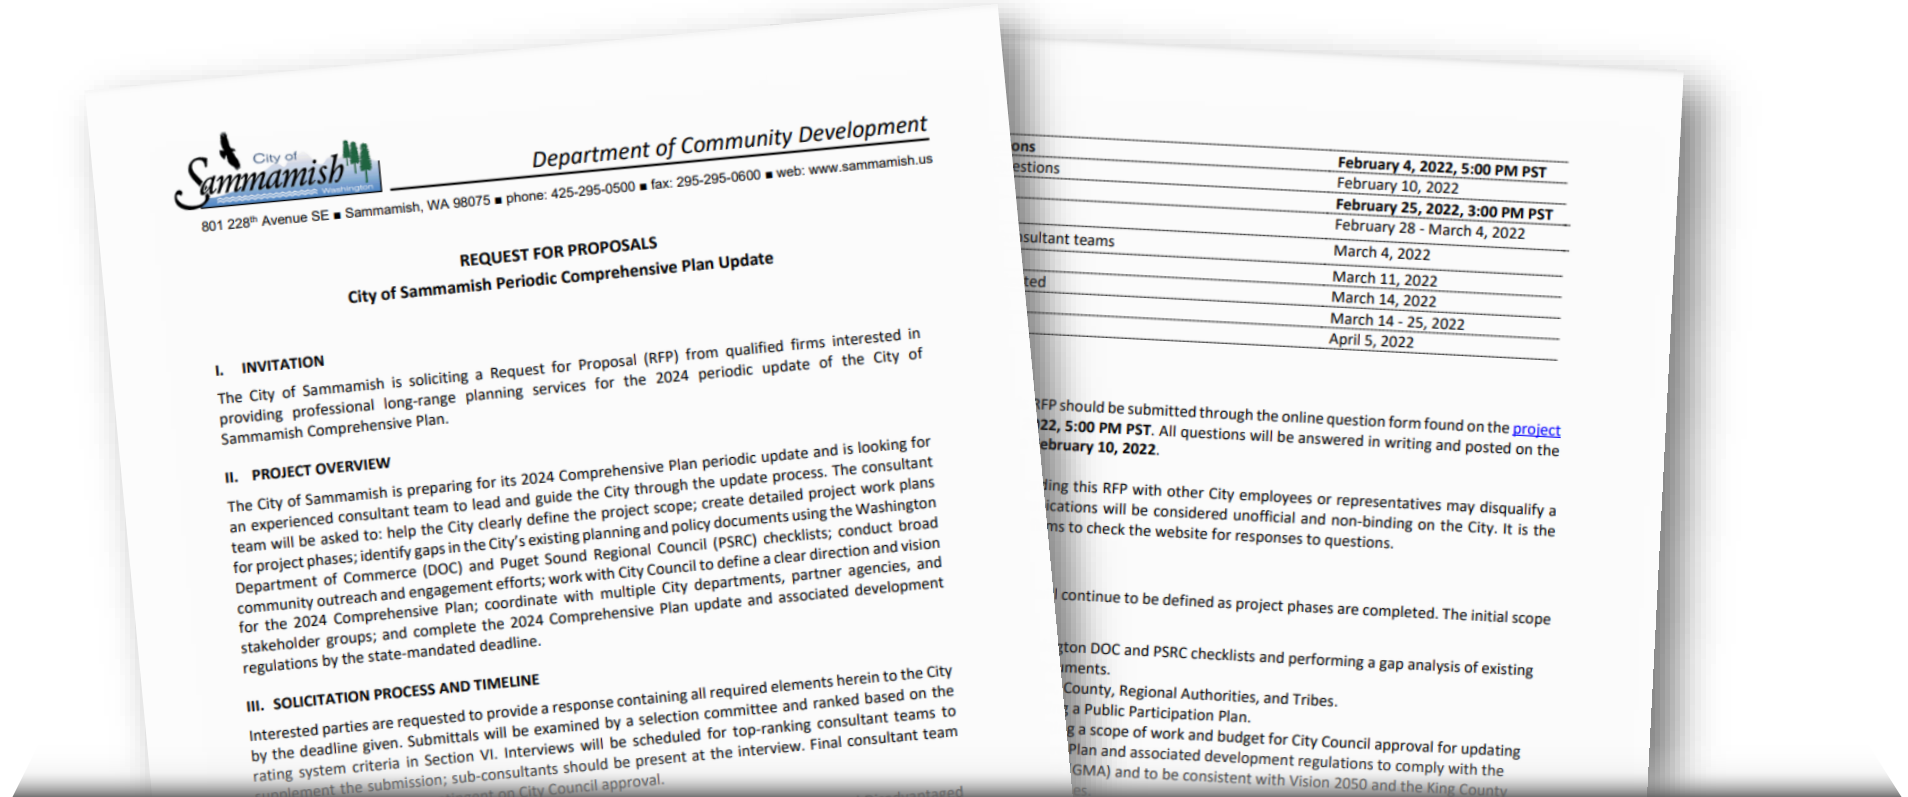 City of
Sammamish
Washington
Department of Community Development
801 228th Avenue SE ■ Sammamish, WA 98075 ■ phone: 425-295-0500 ■ fax: 295-295-0600 ■ web: www.sammamish.us
REQUEST FOR PROPOSALS
City of Sammamish Periodic Comprehensive Plan Update
I. INVITATION
The City of Sammamish is soliciting a Request for Proposal (RFP) from qualified firms interested in
providing professional long-range planning services for the 2024 periodic update of the City of
Sammamish Comprehensive Plan.
II. PROJECT OVERVIEW
The City of Sammamish is preparing for its 2024 Comprehensive Plan periodic update and is looking for
an experienced consultant team to lead and guide the City through the update process. The consultant
team will be asked to: help the City clearly define the project scope; create detailed project work plans
for project phases; identify gaps in the City's existing planning and policy documents using the Washington
Department of Commerce (DOC) and Puget Sound Regional Council (PSRC) checklists; conduct broad
community outreach and engagement efforts; work with City Council to define a clear direction and vision
for the 2024 Comprehensive Plan; coordinate with multiple City departments, partner agencies, and
stakeholder groups; and complete the 2024 Comprehensive Plan update and associated development
regulations by the state-mandated deadline.
III. SOLICITATION PROCESS AND TIMELINE
Interested parties are requested to provide a response containing all required elements herein to the City
by the deadline given. Submittals will be examined by a selection committee and ranked based on the
rating system criteria in Section VI. Interviews will be scheduled for top-ranking consultant teams to
supplement the submission; sub-consultants should be present at the interview. Final consultant team
on City Council approval.
ons
February 4, 2022, 5:00 PM PST
estions
February 10, 2022
February 25, 2022, 3:00 PM PST
February 28 - March 4, 2022
sultant teams
March 4, 2022
March 11, 2022
ted
March 14, 2022
March 14 - 25, 2022
April 5, 2022
RFP should be submitted through the online question form found on the project
22, 5:00 PM PST. All questions will be answered in writing and posted on the
ebruary 10, 2022.
ding this RFP with other City employees or representatives may disqualify a
ications will be considered unofficial and non-binding on the City. It is the
ms to check the website for responses to questions.
l continue to be defined as project phases are completed. The initial scope
gton DOC and PSRC checklists and performing a gap analysis of existing
uments.
County, Regional Authorities, and Tribes.
g a Public Participation Plan.
g a scope of work and budget for City Council approval for updating
Plan and associated development regulations to comply with the
GMA) and to be consistent with Vision 2050 and the King County
es.